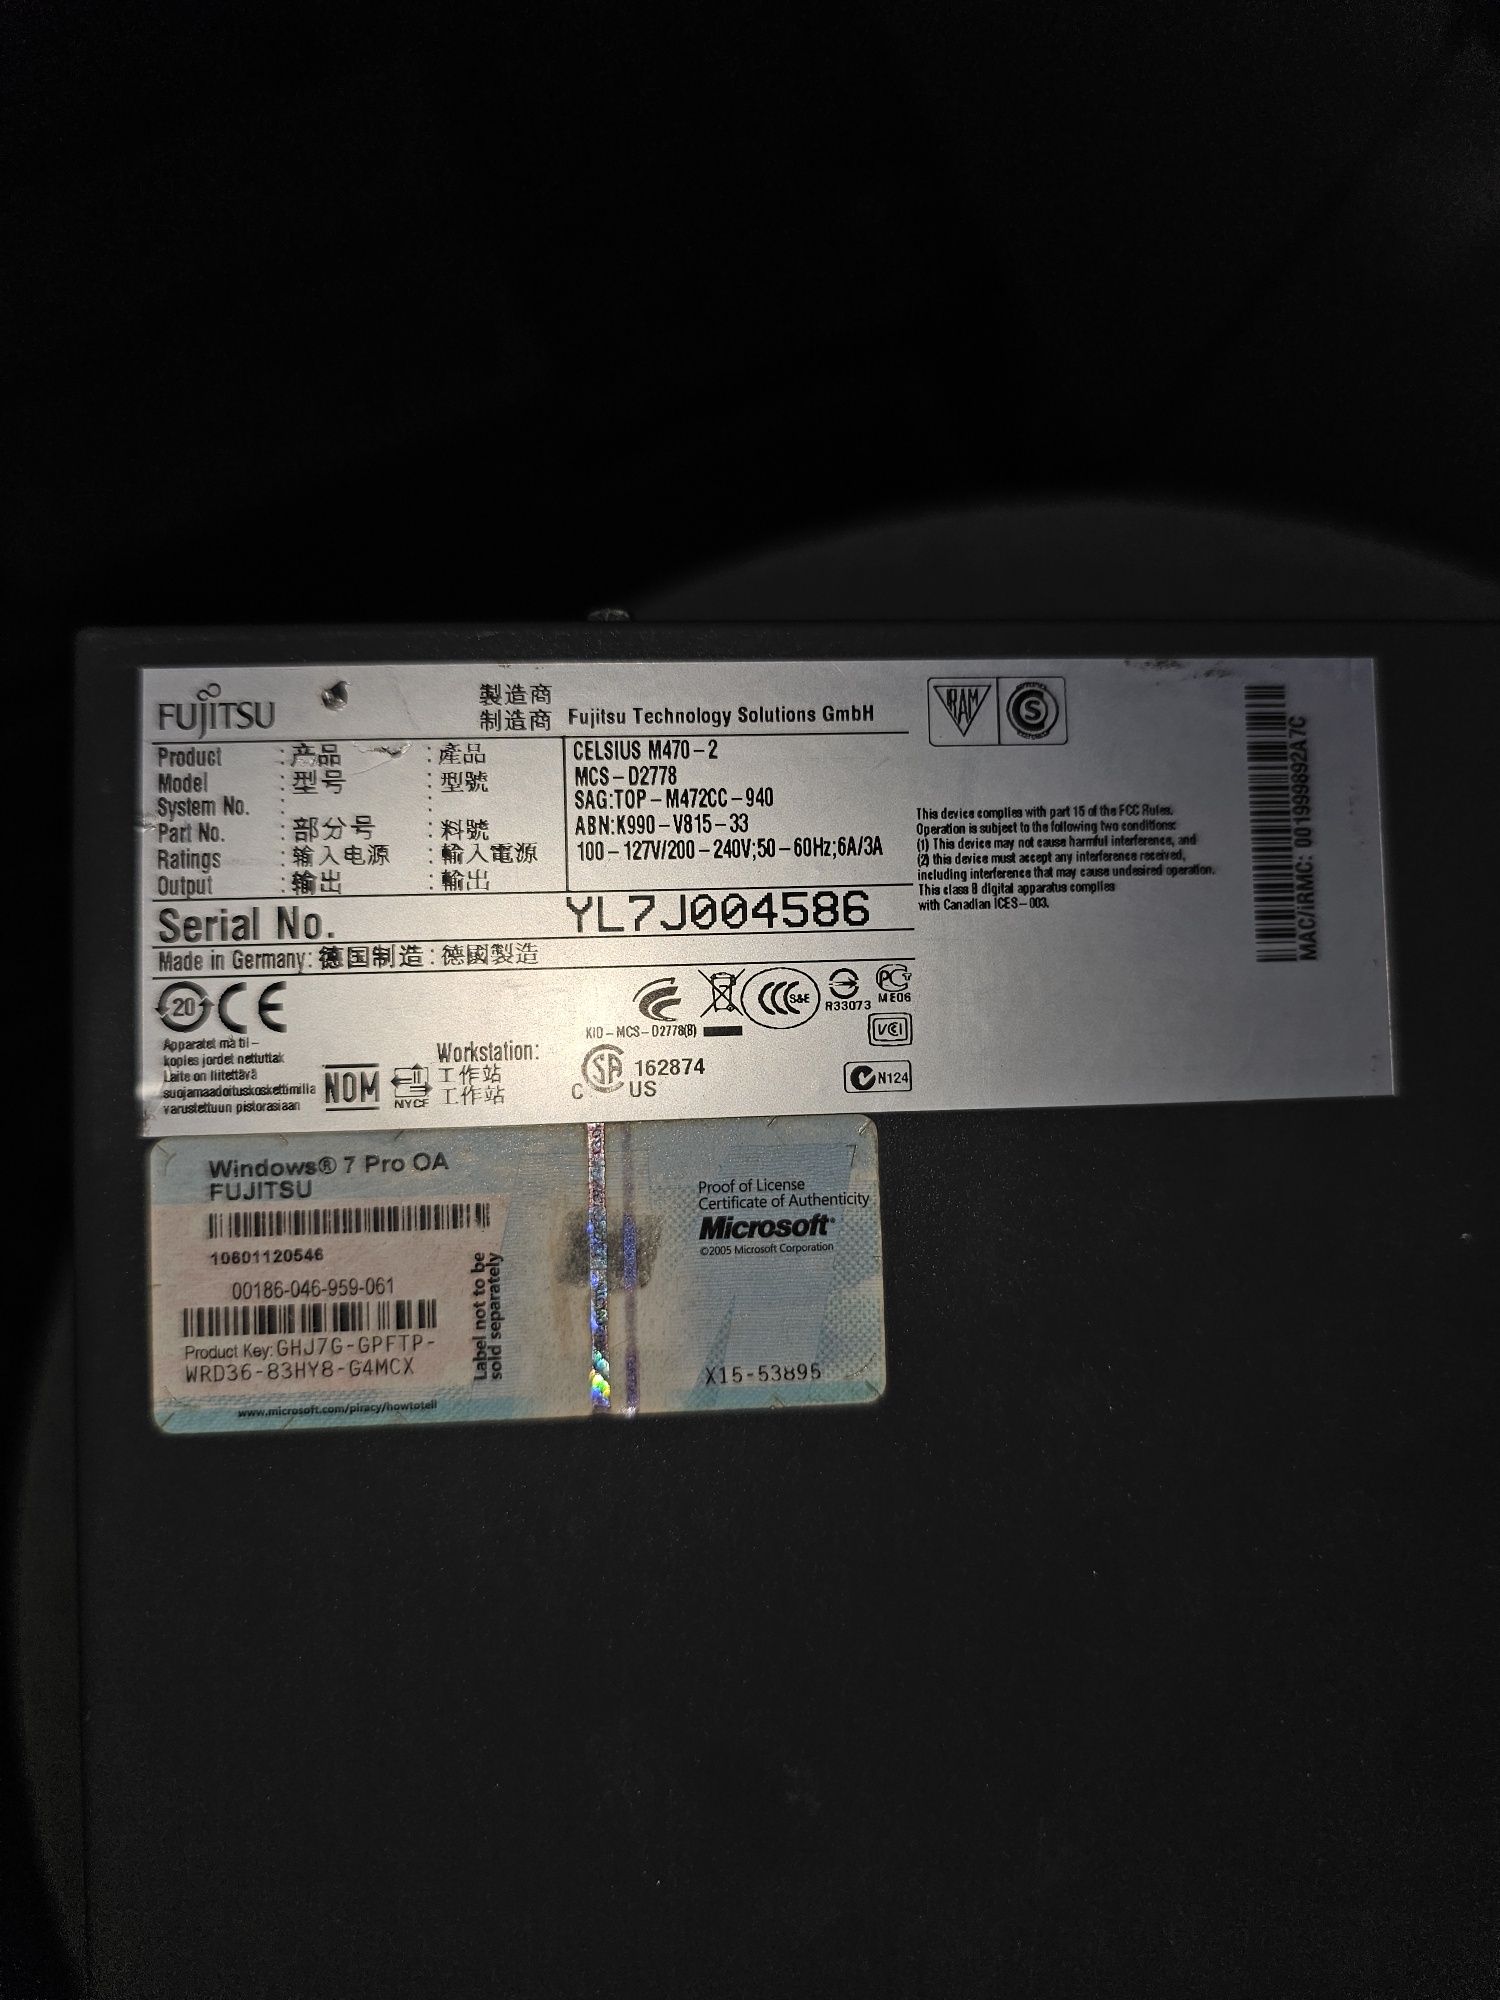 FUJITSU
製造商
制造商 Fujitsu Technology Solutions GmbH
Product :产品 :產品 CELSIUS M470-2
Model :型号 :型號 MCS-D2778
System No. : : SAG:TOP-M472CC-940
Part No. :部分号 :料號 ABN:K990-V815-33
Ratings :输入电源 :輸入電源 100-127V/200-240V;50-60Hz;6A/3A
Output :输出 :輸出
Serial No. YL7J004586
Made in Germany:德国制造:德國製造
20 CE
Apparatet må til-
koples jordet nettuttak
Laite on liitettävä
suojamaadoituskoskettimilla
varustettuun pistorasiaan
NOM
NYCE
Workstation:
工作站
工作站
KID-MCS-D2778(B)
C SA US 162874
CCC S&E
R33073
PCT
ME06
VCI
N124
IRAM
S
This device complies with part 15 of the FCC Rules.
Operation is subject to the following two conditions:
(1) This device may not cause harmful interference, and
(2) this device must accept any interference received,
including interference that may cause undesired operation.
This class B digital apparatus complies
with Canadian ICES-003.
MAC/iRMC: 001999892A7C
Windows® 7 Pro OA
FUJITSU
10601120546
00186-046-959-061
Product Key:GHJ7G-GPFTP-
WRD36-83HY8-G4MCX
www.microsoft.com/piracy/howtotell
Label not to be
sold separately
7
Proof of License
Certificate of Authenticity
Microsoft®
©2005 Microsoft Corporation
X15-53895